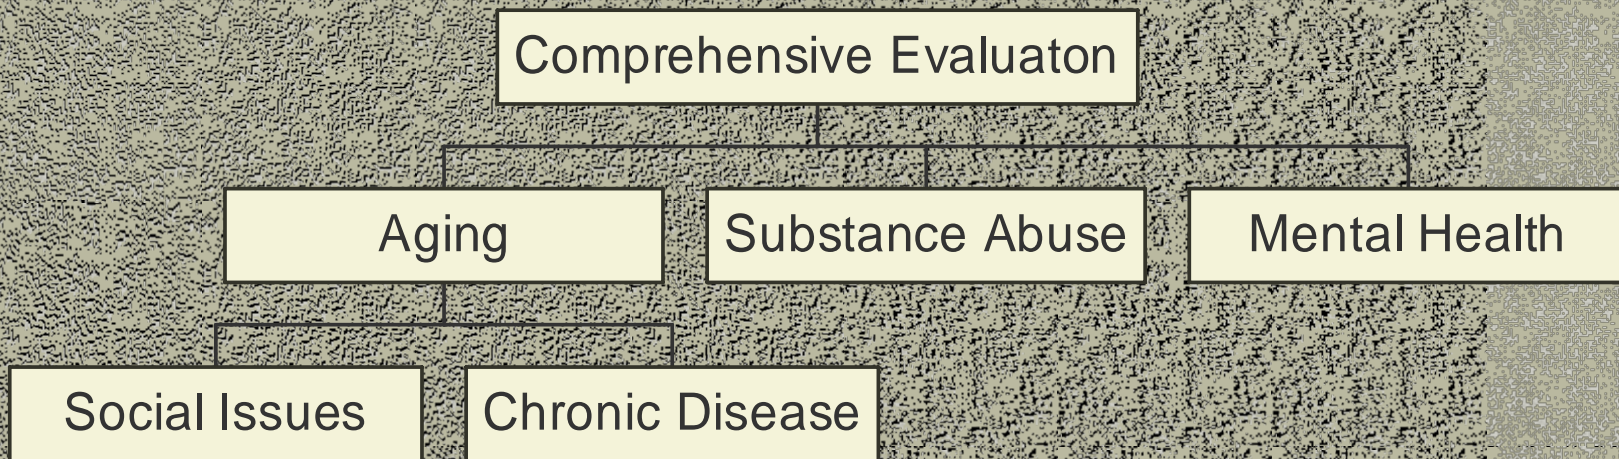 Comprehensive Evaluaton
Aging
Substance Abuse
Mental Health
Social Issues
Chronic Disease